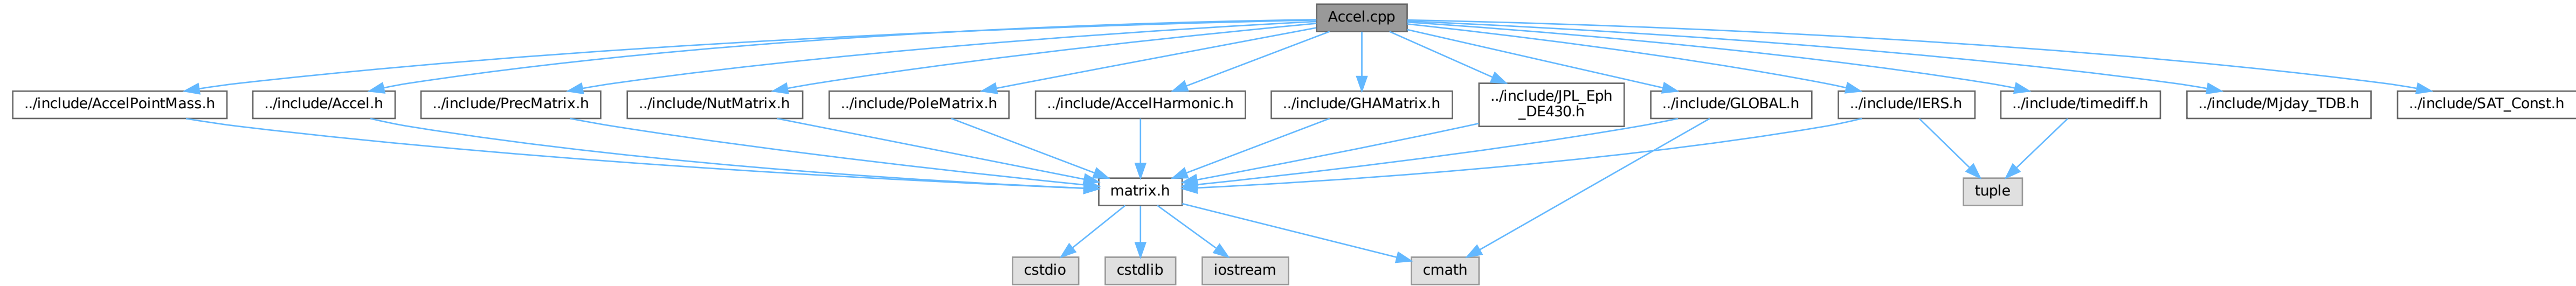 Accel.cpp
../include/AccelPointMass.h
../include/Accel.h
../include/PrecMatrix.h
../include/NutMatrix.h
../include/PoleMatrix.h
../include/AccelHarmonic.h
../include/GHAMatrix.h
../include/JPL_Eph
_DE430.h
../include/GLOBAL.h
../include/IERS.h
../include/timediff.h
../include/Mjday_TDB.h
../include/SAT_Const.h
matrix.h
tuple
cstdio
cstdlib
iostream
cmath